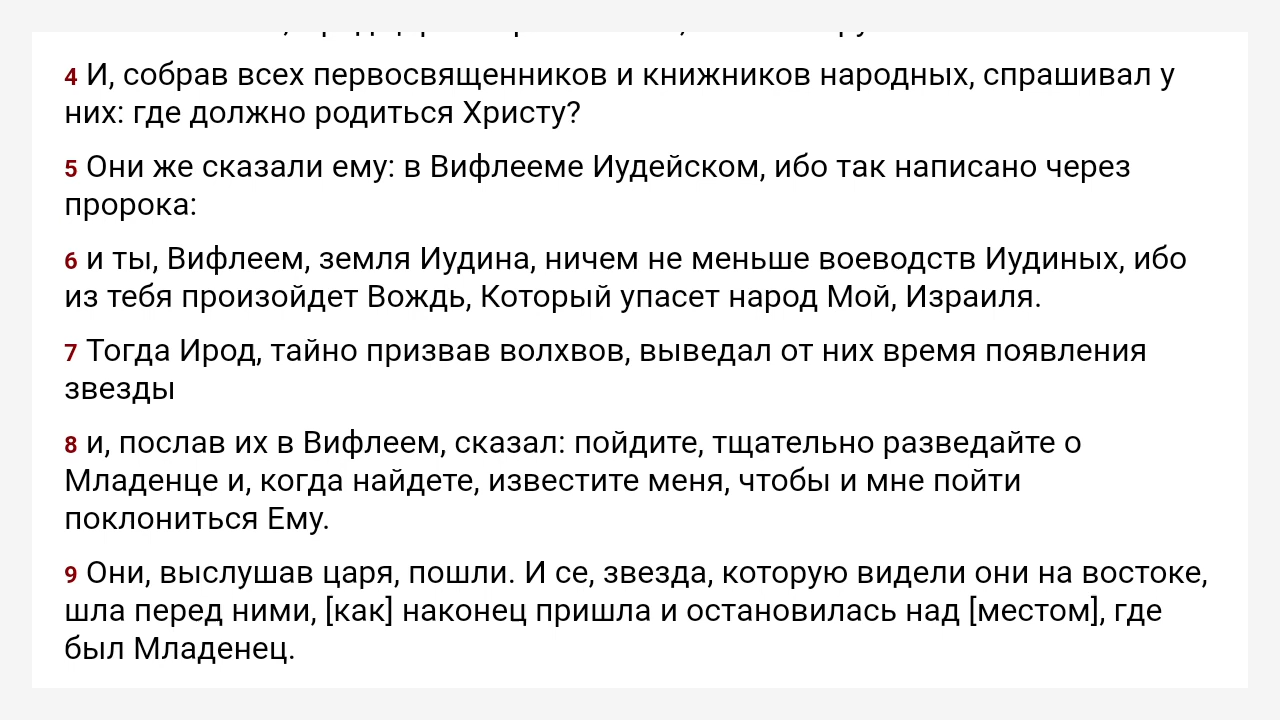 4 И, собрав всех первосвященников и книжников народных, спрашивал у
них: где должно родиться Христу?
5 Они же сказали ему: в Вифлееме Иудейском, ибо так написано через
пророка:
6 и ты, Вифлеем, земля Иудина, ничем не меньше воеводств Иудиных, ибо
из тебя произойдет Вождь, Который упасет народ Мой, Израиля.
7 Тогда Ирод, тайно призвав волхвов, выведал от них время появления
звезды
8 и, послав их в Вифлеем, сказал: пойдите, тщательно разведайте о
Младенце и, когда найдете, известите меня, чтобы и мне пойти
поклониться Ему.
9 Они, выслушав царя, пошли. И се, звезда, которую видели они на востоке,
шла перед ними, [как] наконец пришла и остановилась над [местом], где
был Младенец.